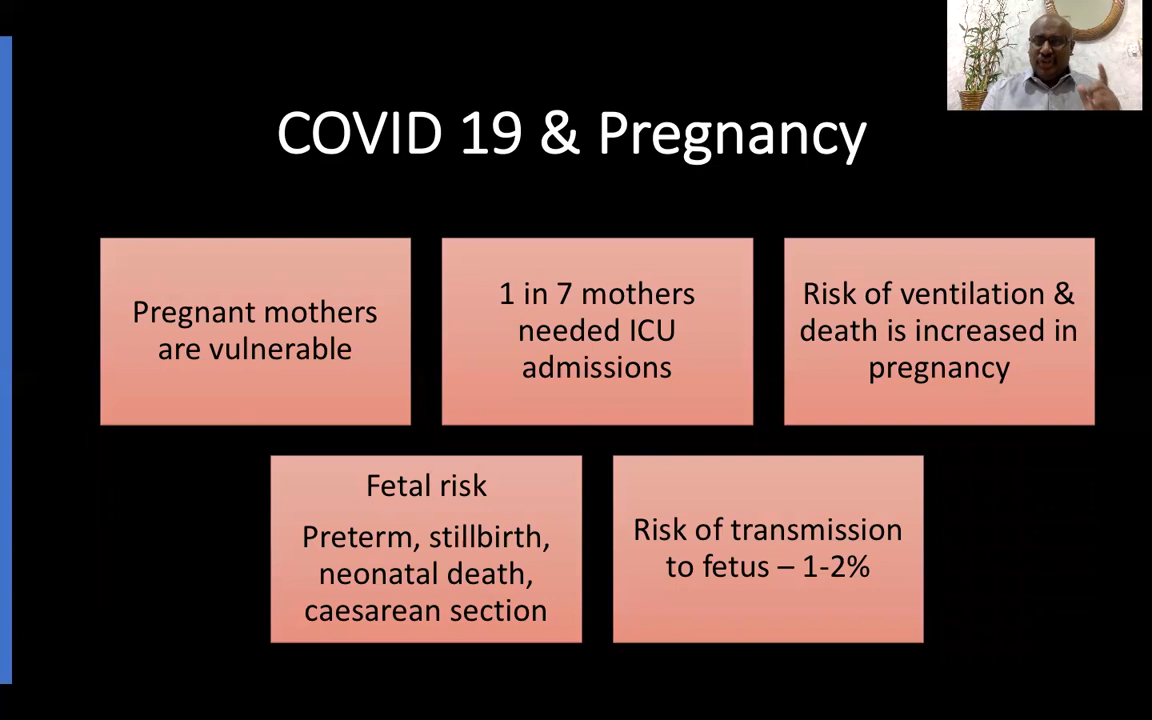 COVID 19 & Pregnancy
Pregnant mothers
are vulnerable
1 in 7 mothers
needed ICU
admissions
Risk of ventilation &
death is increased in
pregnancy
Fetal risk
Preterm, stillbirth,
neonatal death,
caesarean section
Risk of transmission
to fetus – 1-2%